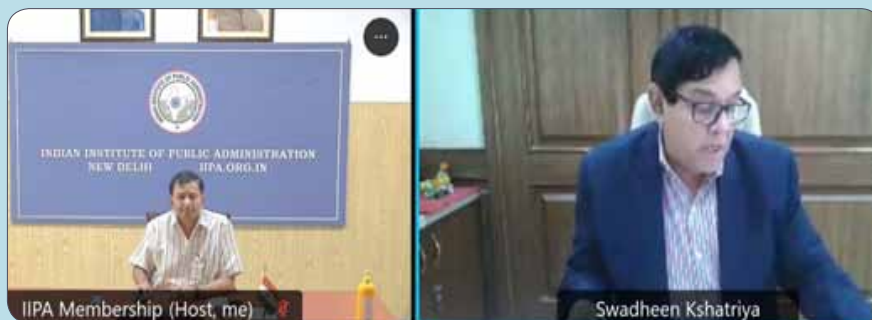 INDIAN INSTITUTE OF PUBLIC ADMINISTRATION
NEW DELHI IIPA.ORG.IN
IIPA Membership (Host, me)
Swadheen Kshatriya